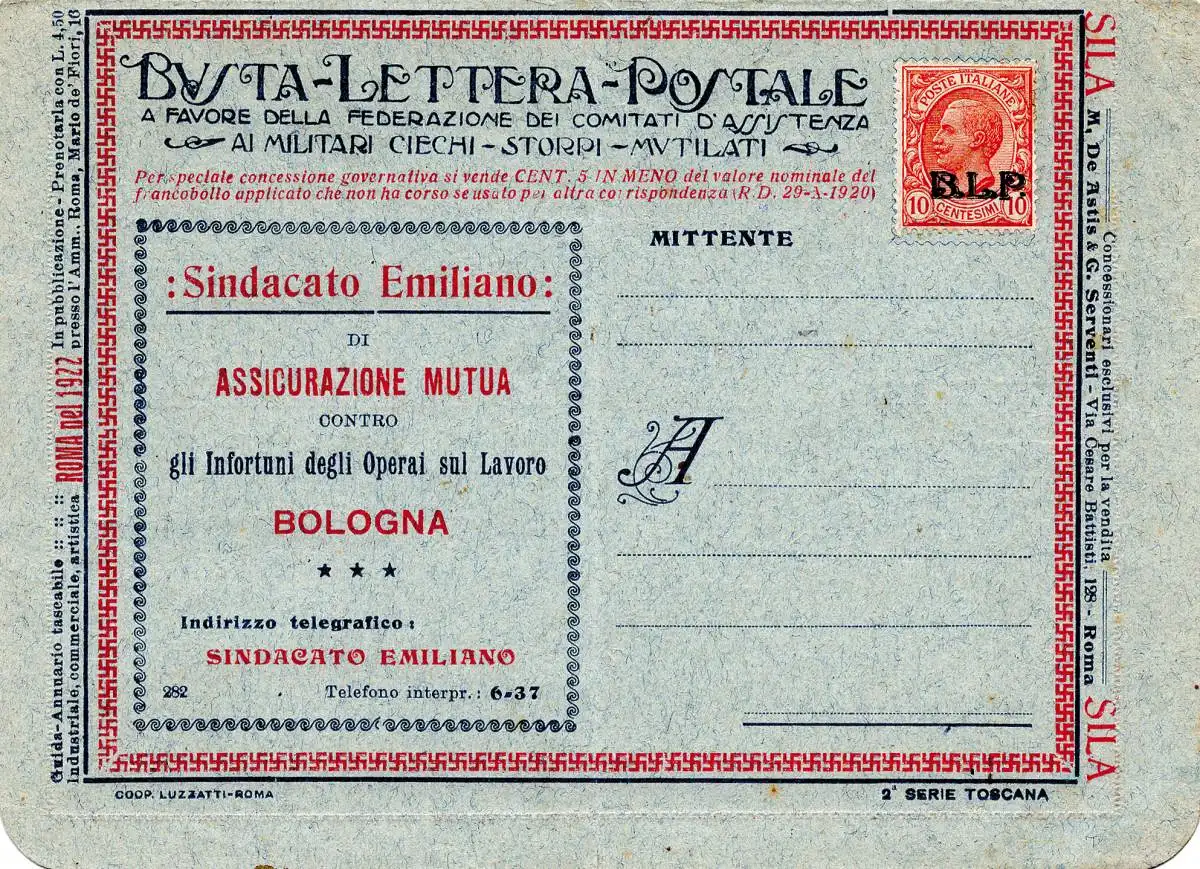 BUSTA-LETTERA-POSTALE
A FAVORE DELLA FEDERAZIONE DEI COMITATI D'ASSISTENZA
AI MILITARI CIECHI - STORPI - MVTILATI
Per speciale concessione governativa si vende CENT. 5 IN MENO del valore nominale del
francobollo applicato che non ha corso se usato per altra corrispondenza (R.D. 29-X-1920)
POSTE ITALIANE
B.L.P.
10 CENTESIMI 10
:Sindacato Emiliano:
DI
ASSICURAZIONE MUTUA
CONTRO
gli Infortuni degli Operai sul Lavoro
BOLOGNA
★ ★ ★
Indirizzo telegrafico:
SINDACATO EMILIANO
282 Telefono interpr.: 6-37
MITTENTE
A
COOP. LUZZATTI-ROMA
2ª SERIE TOSCANA
Guida-Annuario tascabile :: :: :: ROMA nel 1922 In pubblicazione - Prenotarla con L. 4,50
Industriale, commerciale, artistica presso l'Amm., Roma, Mario de' Fiori, 16
SILA Concessionari esclusivi per la vendita SILA
M. De Astis & G. Serventi - Via Cesare Battisti, 128 - Roma